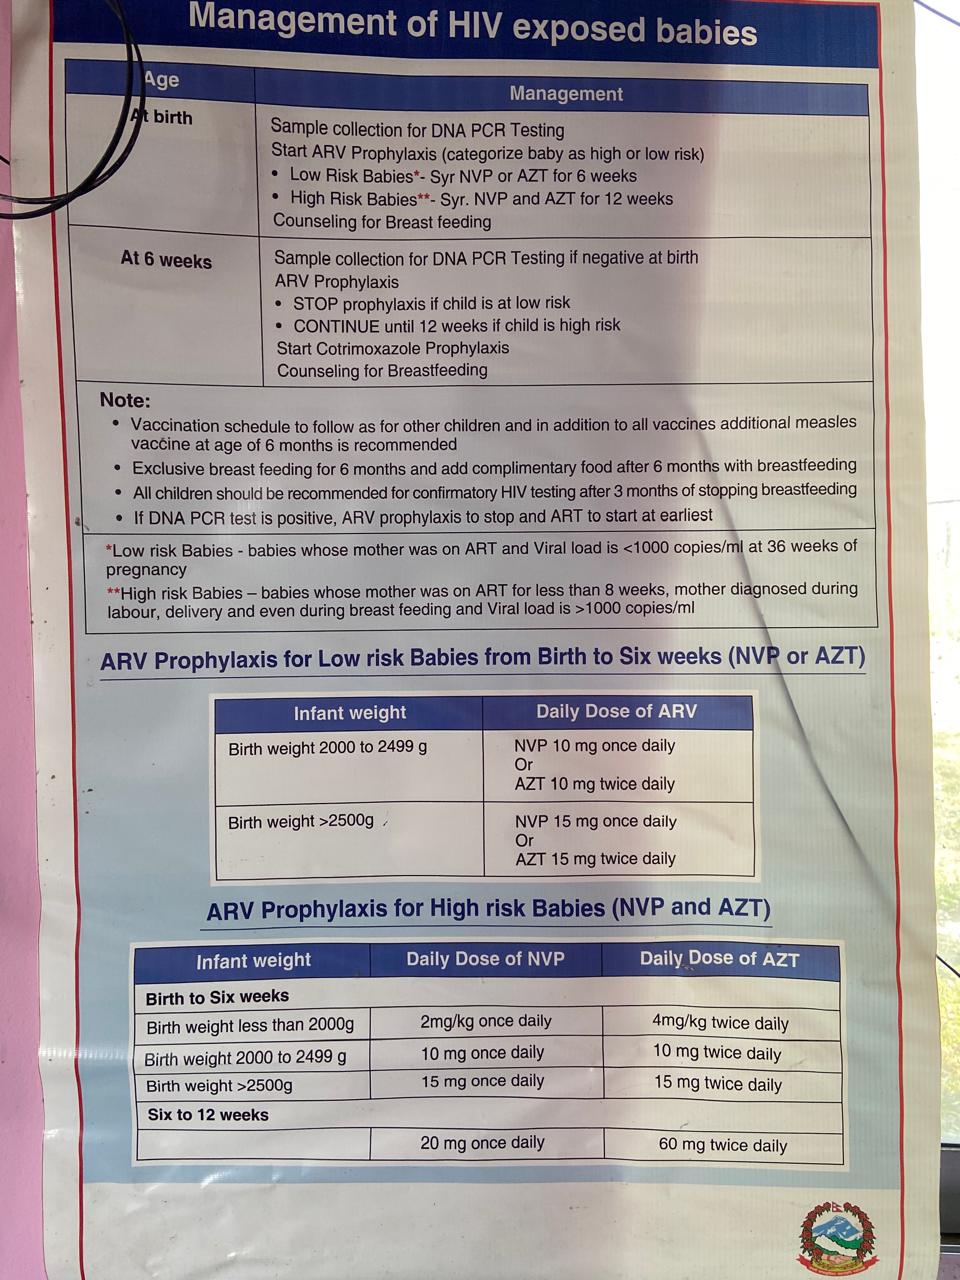 Management of HIV exposed babies
Age
Management
At birth
Sample collection for DNA PCR Testing
Start ARV Prophylaxis (categorize baby as high or low risk)
• Low Risk Babies*- Syr NVP or AZT for 6 weeks
• High Risk Babies**- Syr. NVP and AZT for 12 weeks
Counseling for Breast feeding
At 6 weeks
Sample collection for DNA PCR Testing if negative at birth
ARV Prophylaxis
• STOP prophylaxis if child is at low risk
• CONTINUE until 12 weeks if child is high risk
Start Cotrimoxazole Prophylaxis
Counseling for Breastfeeding
Note:
• Vaccination schedule to follow as for other children and in addition to all vaccines additional measles
vaccine at age of 6 months is recommended
• Exclusive breast feeding for 6 months and add complimentary food after 6 months with breastfeeding
• All children should be recommended for confirmatory HIV testing after 3 months of stopping breastfeeding
• If DNA PCR test is positive, ARV prophylaxis to stop and ART to start at earliest
*Low risk Babies - babies whose mother was on ART and Viral load is <1000 copies/ml at 36 weeks of
pregnancy
**High risk Babies – babies whose mother was on ART for less than 8 weeks, mother diagnosed during
labour, delivery and even during breast feeding and Viral load is >1000 copies/ml
ARV Prophylaxis for Low risk Babies from Birth to Six weeks (NVP or AZT)
Infant weight
Daily Dose of ARV
Birth weight 2000 to 2499 g
NVP 10 mg once daily
Or
AZT 10 mg twice daily
Birth weight >2500g
NVP 15 mg once daily
Or
AZT 15 mg twice daily
ARV Prophylaxis for High risk Babies (NVP and AZT)
Infant weight
Daily Dose of NVP
Daily Dose of AZT
Birth to Six weeks
Birth weight less than 2000g
2mg/kg once daily
4mg/kg twice daily
Birth weight 2000 to 2499 g
10 mg once daily
10 mg twice daily
Birth weight >2500g
15 mg once daily
15 mg twice daily
Six to 12 weeks
20 mg once daily
60 mg twice daily